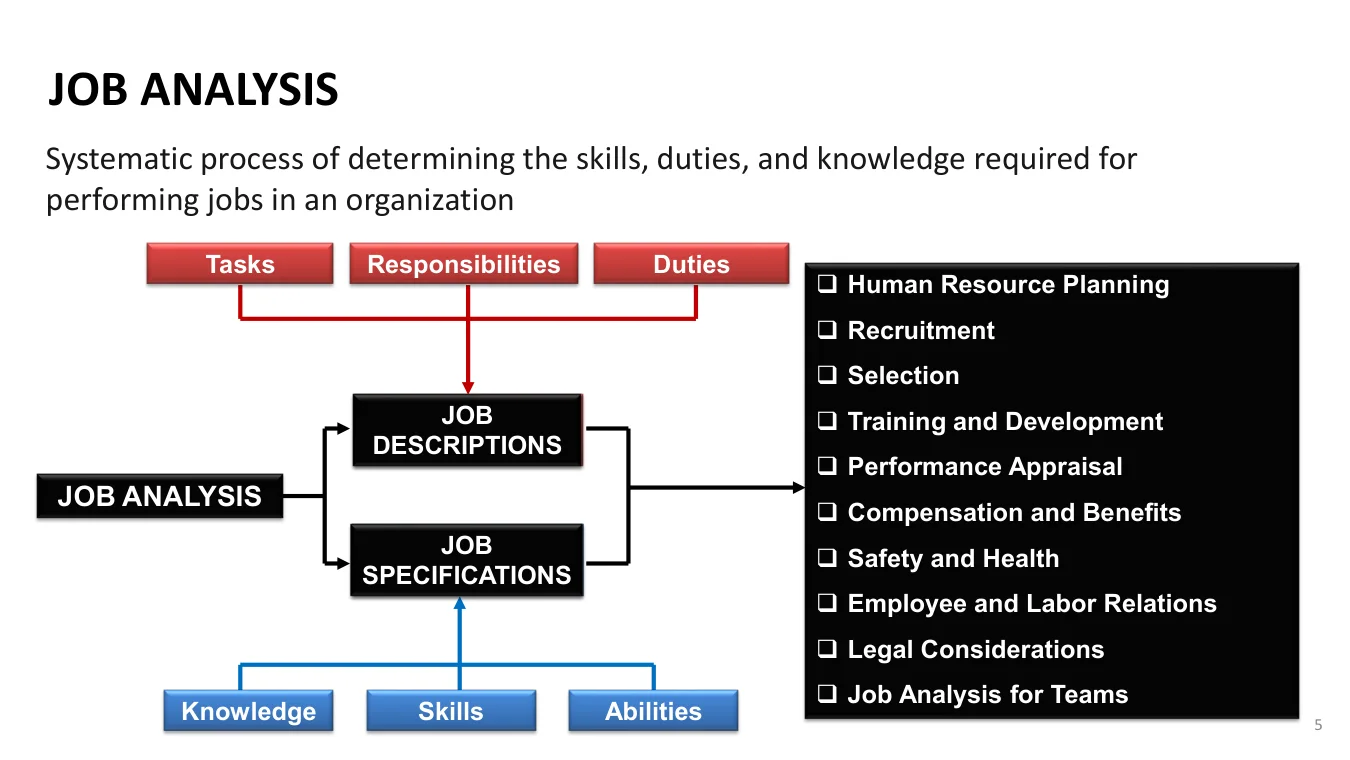 JOB ANALYSIS
Systematic process of determining the skills, duties, and knowledge required for
performing jobs in an organization
Tasks
Responsibilities
Duties
JOB
DESCRIPTIONS
JOB ANALYSIS
JOB
SPECIFICATIONS
Knowledge
Skills
Abilities
❑ Human Resource Planning
❑ Recruitment
❑ Selection
❑ Training and Development
❑ Performance Appraisal
❑ Compensation and Benefits
❑ Safety and Health
❑ Employee and Labor Relations
❑ Legal Considerations
❑ Job Analysis for Teams
5